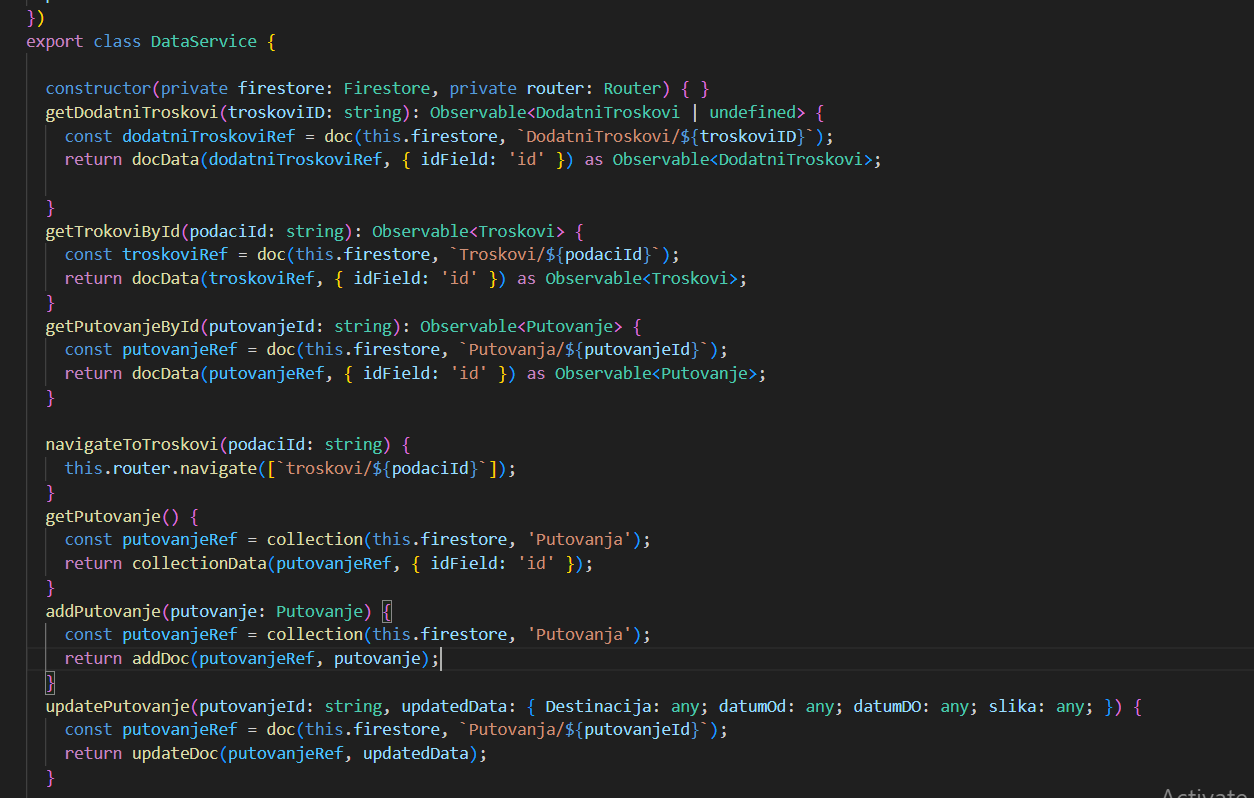 })
export class DataService {
constructor(private firestore: Firestore, private router: Router) { }
getDodatniTroskovi(troskoviID: string): Observable<DodatniTroskovi | undefined> {
const dodatniTroskoviRef = doc(this.firestore, `DodatniTroskovi/${troskoviID}`);
return docData(dodatniTroskoviRef, { idField: 'id' }) as Observable<DodatniTroskovi>;
}
getTrokoviById(podaciId: string): Observable<Troskovi> {
const troskoviRef = doc(this.firestore, `Troskovi/${podaciId}`);
return docData(troskoviRef, { idField: 'id' }) as Observable<Troskovi>;
}
getPutovanjeById(putovanjeId: string): Observable<Putovanje> {
const putovanjeRef = doc(this.firestore, `Putovanja/${putovanjeId}`);
return docData(putovanjeRef, { idField: 'id' }) as Observable<Putovanje>;
}
navigateToTroskovi(podaciId: string) {
this.router.navigate([`troskovi/${podaciId}`]);
}
getPutovanje() {
const putovanjeRef = collection(this.firestore, 'Putovanja');
return collectionData(putovanjeRef, { idField: 'id' });
}
addPutovanje(putovanje: Putovanje) {
const putovanjeRef = collection(this.firestore, 'Putovanja');
return addDoc(putovanjeRef, putovanje);
}
updatePutovanje(putovanjeId: string, updatedData: { Destinacija: any; datumOd: any; datumDO: any; slika: any; }) {
const putovanjeRef = doc(this.firestore, `Putovanja/${putovanjeId}`);
return updateDoc(putovanjeRef, updatedData);
}
Activate